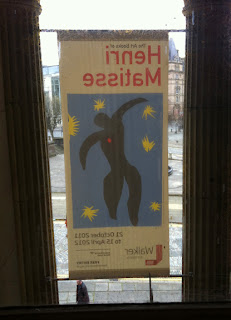 The Art Books of
Henri
Matisse
21 October 2011
to 15 April 2012
Walker